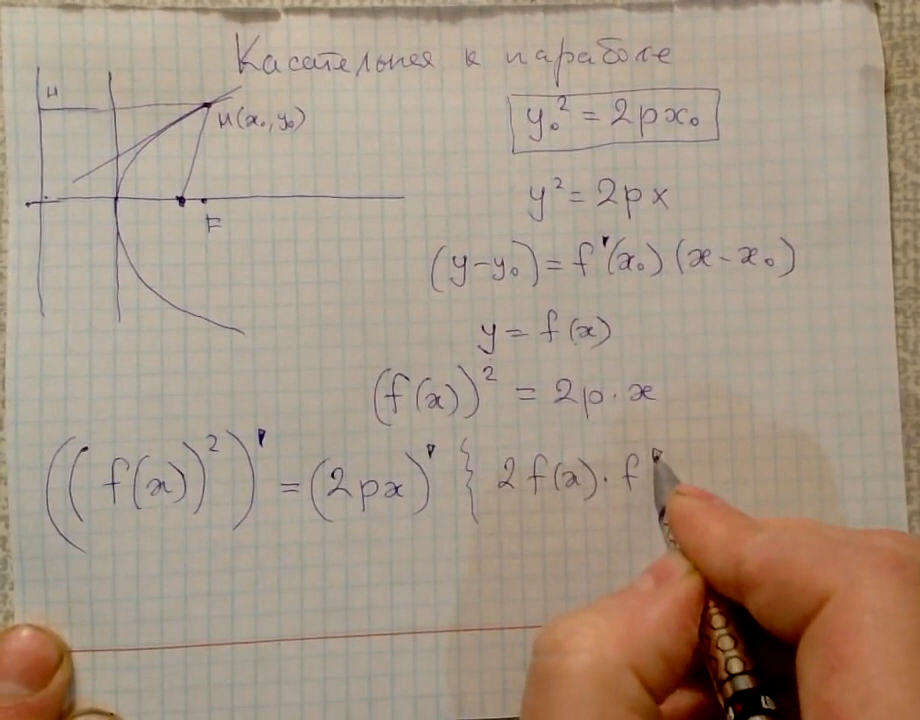 Касательная к параболе
H
M(x₀, y₀)
F
y₀² = 2px₀
y² = 2px
(y-y₀) = f'(x₀) (x-x₀)
y = f(x)
(f(x))² = 2p·x
((f(x))²)' = (2px)' { 2f(x)·f'